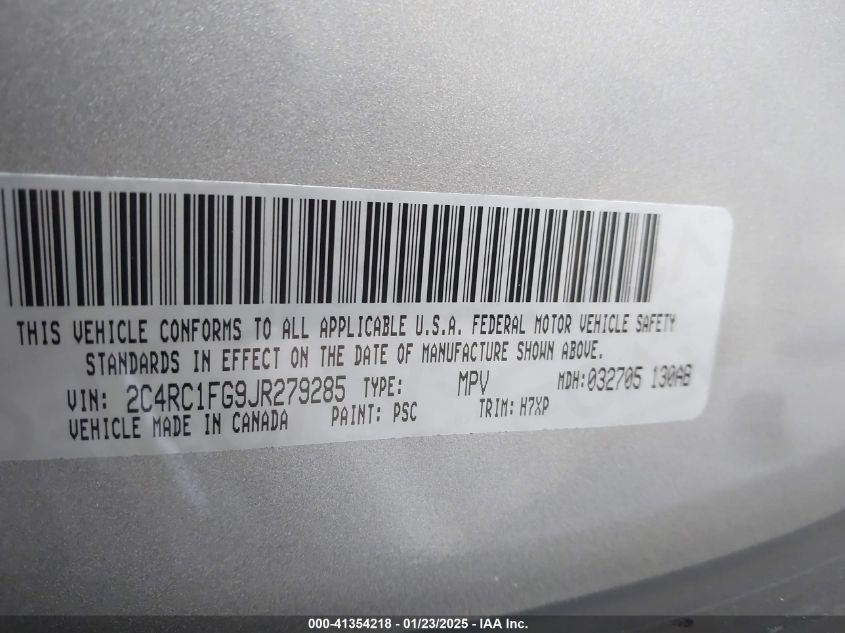 THIS VEHICLE CONFORMS TO ALL APPLICABLE U.S.A. FEDERAL MOTOR VEHICLE SAFETY
STANDARDS IN EFFECT ON THE DATE OF MANUFACTURE SHOWN ABOVE.
VIN: 2C4RC1FG9JR279285 TYPE: MPV MDH:032705 130AB
VEHICLE MADE IN CANADA PAINT: PSC TRIM: H7XP
000-41354218 - 01/23/2025 - IAA Inc.